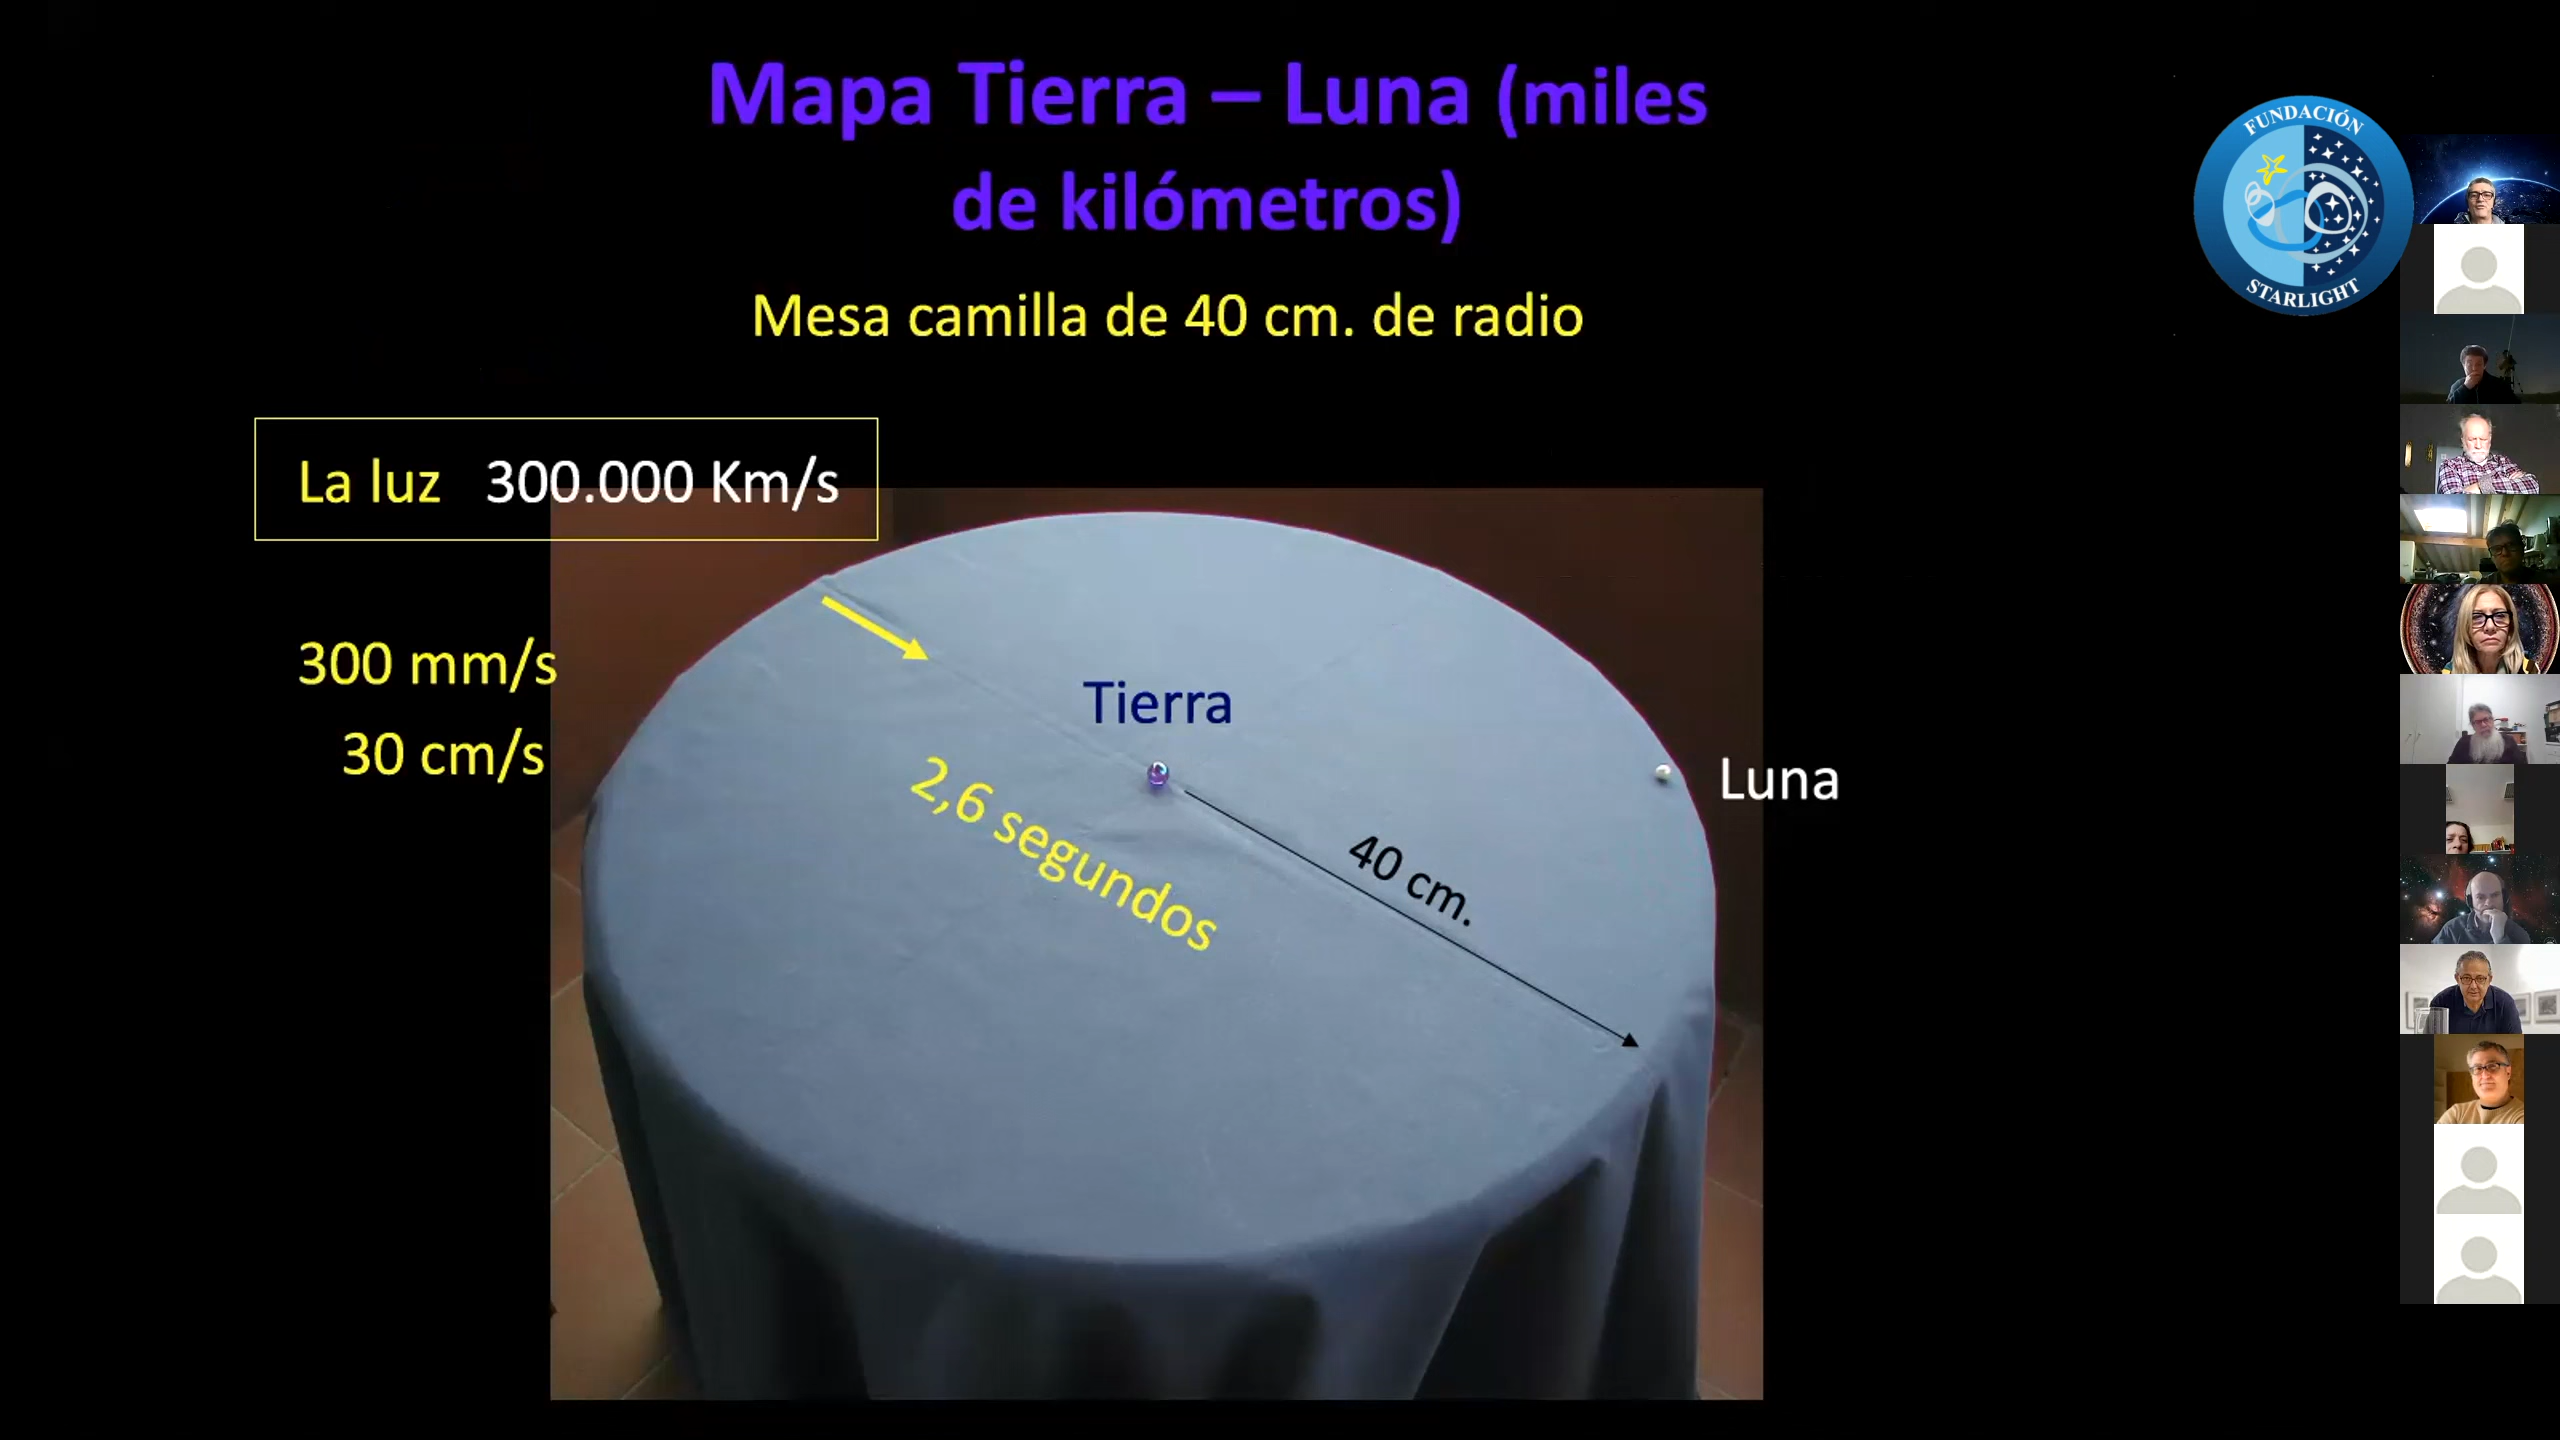 Mapa Tierra – Luna (miles
de kilómetros)
Mesa camilla de 40 cm. de radio
FUNDACIÓN
STARLIGHT
La luz 300.000 Km/s
300 mm/s
30 cm/s
Tierra
Luna
2,6 segundos
40 cm.